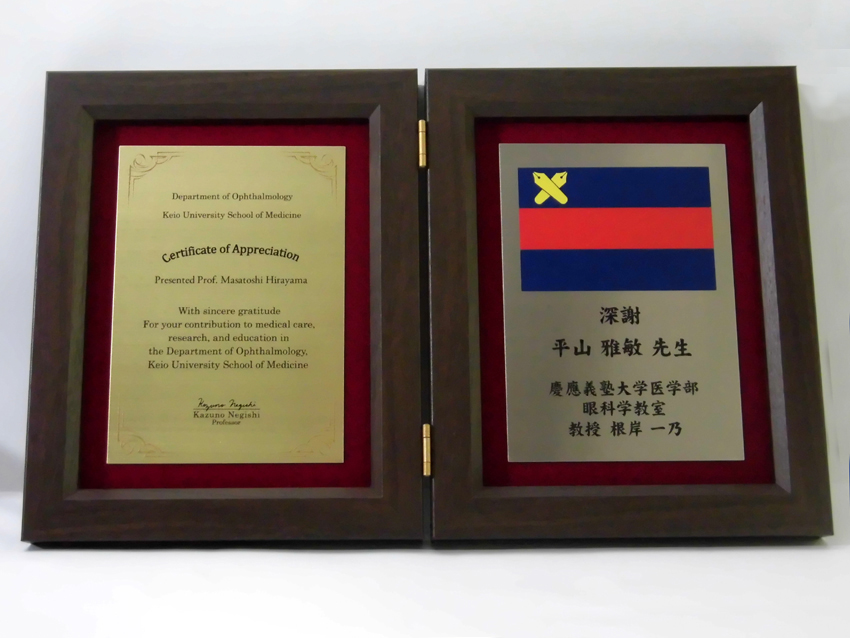 Department of Ophthalmology
Keio University School of Medicine
Certificate of Appreciation
Presented Prof. Masatoshi Hirayama
With sincere gratitude
For your contribution to medical care,
research, and education in
the Department of Ophthalmology,
Keio University School of Medicine
Kazuno Negishi
Kazuno Negishi
Professor
深謝
平山 雅敏 先生
慶應義塾大学医学部
眼科学教室
教授 根岸 一乃